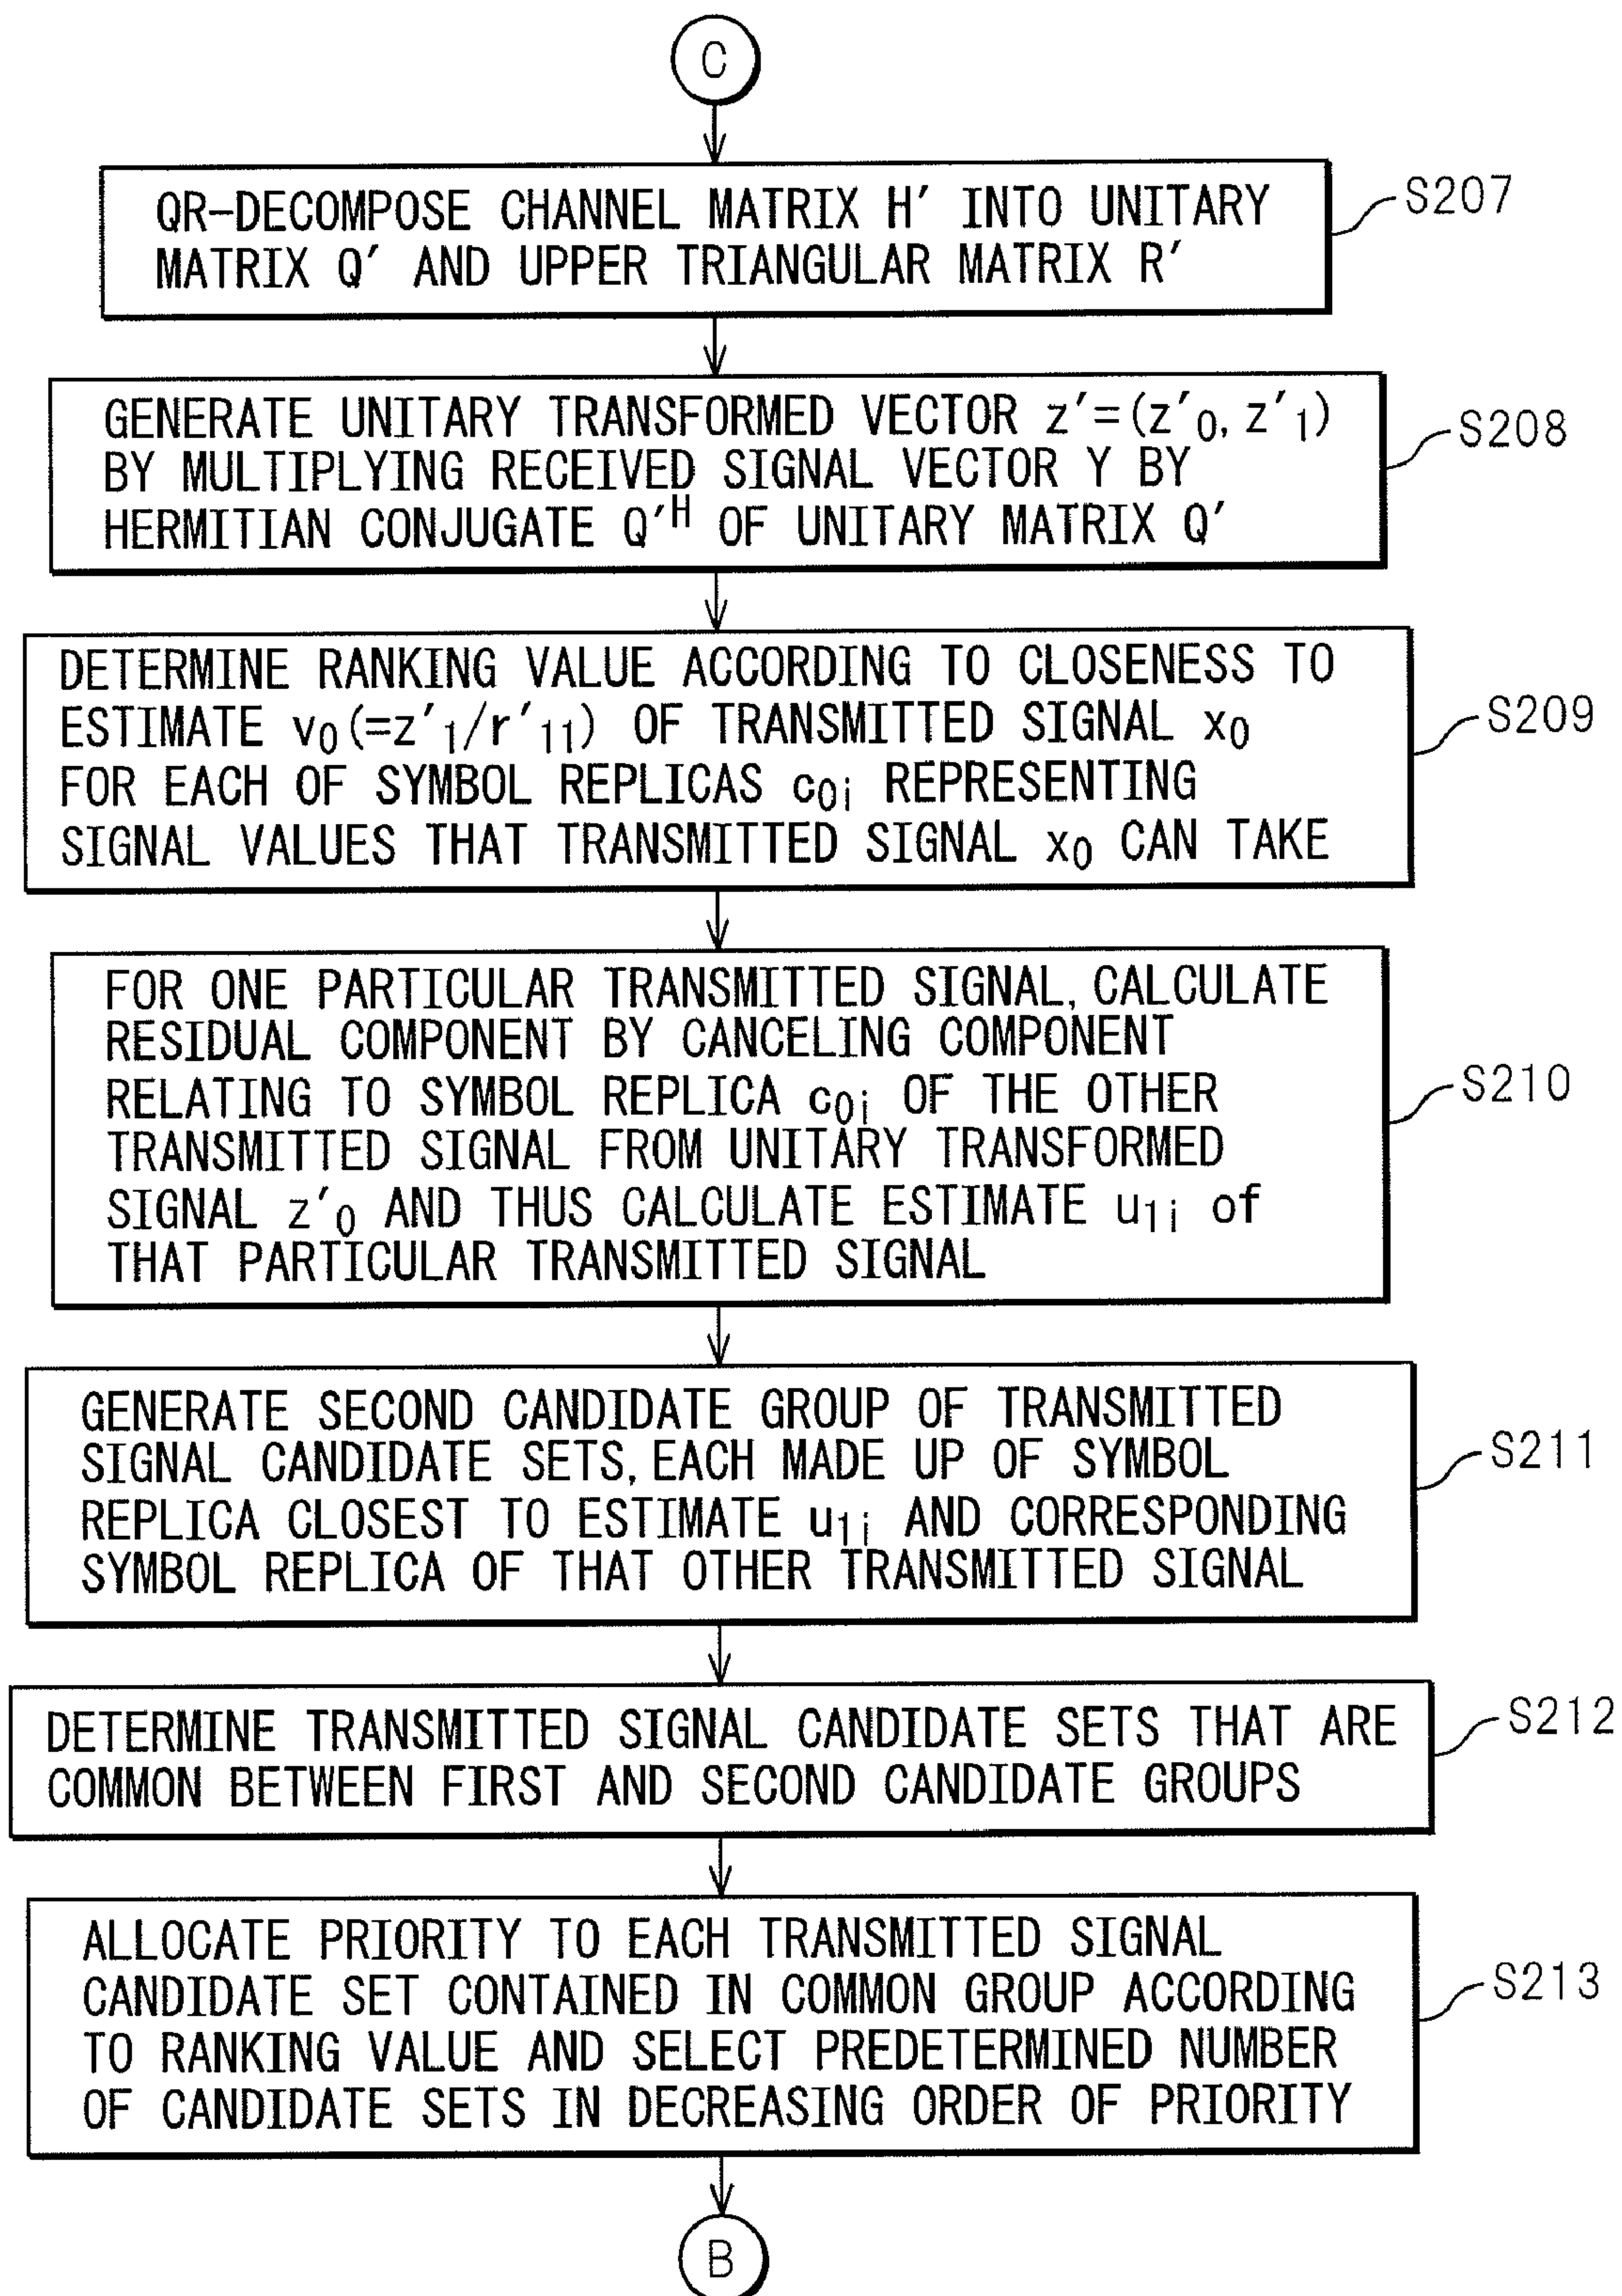 C
QR-DECOMPOSE CHANNEL MATRIX H′ INTO UNITARY
MATRIX Q′ AND UPPER TRIANGULAR MATRIX R′
S207
GENERATE UNITARY TRANSFORMED VECTOR z′=(z′₀, z′₁)
BY MULTIPLYING RECEIVED SIGNAL VECTOR Y BY
HERMITIAN CONJUGATE Q′ᴴ OF UNITARY MATRIX Q′
S208
DETERMINE RANKING VALUE ACCORDING TO CLOSENESS TO
ESTIMATE v₀(=z′₁/r′₁₁) OF TRANSMITTED SIGNAL x₀
FOR EACH OF SYMBOL REPLICAS c₀ᵢ REPRESENTING
SIGNAL VALUES THAT TRANSMITTED SIGNAL x₀ CAN TAKE
S209
FOR ONE PARTICULAR TRANSMITTED SIGNAL, CALCULATE
RESIDUAL COMPONENT BY CANCELING COMPONENT
RELATING TO SYMBOL REPLICA c₀ᵢ OF THE OTHER
TRANSMITTED SIGNAL FROM UNITARY TRANSFORMED
SIGNAL z′₀ AND THUS CALCULATE ESTIMATE u₁ᵢ of
THAT PARTICULAR TRANSMITTED SIGNAL
S210
GENERATE SECOND CANDIDATE GROUP OF TRANSMITTED
SIGNAL CANDIDATE SETS, EACH MADE UP OF SYMBOL
REPLICA CLOSEST TO ESTIMATE u₁ᵢ AND CORRESPONDING
SYMBOL REPLICA OF THAT OTHER TRANSMITTED SIGNAL
S211
DETERMINE TRANSMITTED SIGNAL CANDIDATE SETS THAT ARE
COMMON BETWEEN FIRST AND SECOND CANDIDATE GROUPS
S212
ALLOCATE PRIORITY TO EACH TRANSMITTED SIGNAL
CANDIDATE SET CONTAINED IN COMMON GROUP ACCORDING
TO RANKING VALUE AND SELECT PREDETERMINED NUMBER
OF CANDIDATE SETS IN DECREASING ORDER OF PRIORITY
S213
B